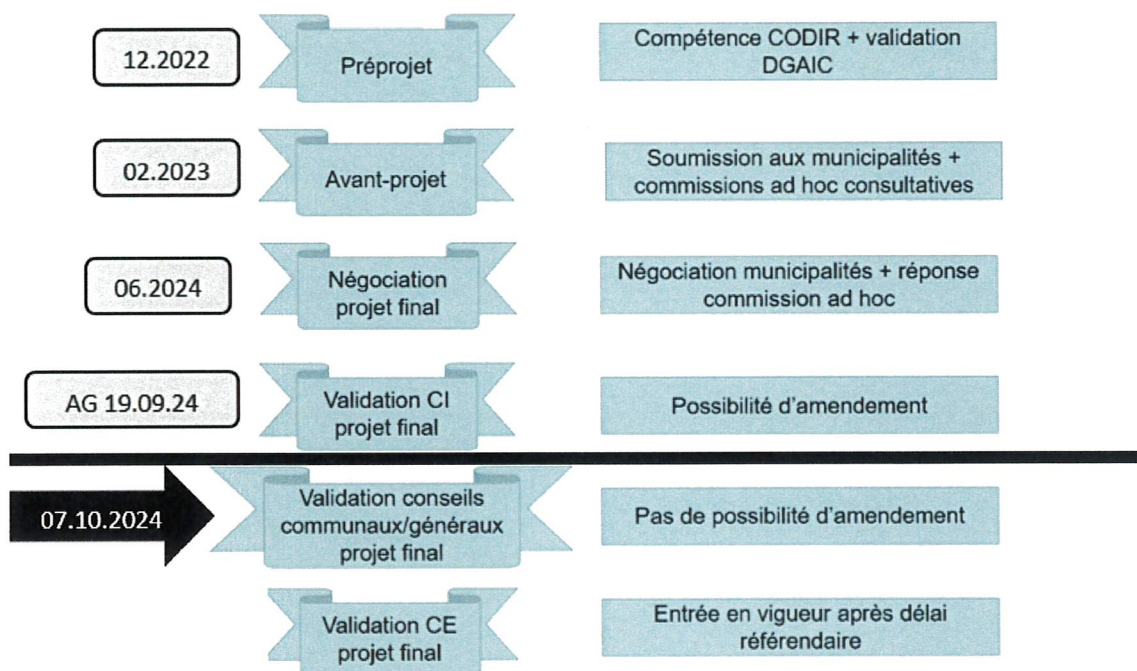 12.2022
Préprojet
Compétence CODIR + validation
DGAIC
02.2023
Avant-projet
Soumission aux municipalités +
commissions ad hoc consultatives
06.2024
Négociation
projet final
Négociation municipalités + réponse
commission ad hoc
AG 19.09.24
Validation CI
projet final
Possibilité d'amendement
07.10.2024
Validation conseils
communaux/généraux
projet final
Pas de possibilité d'amendement
Validation CE
projet final
Entrée en vigueur après délai
référendaire